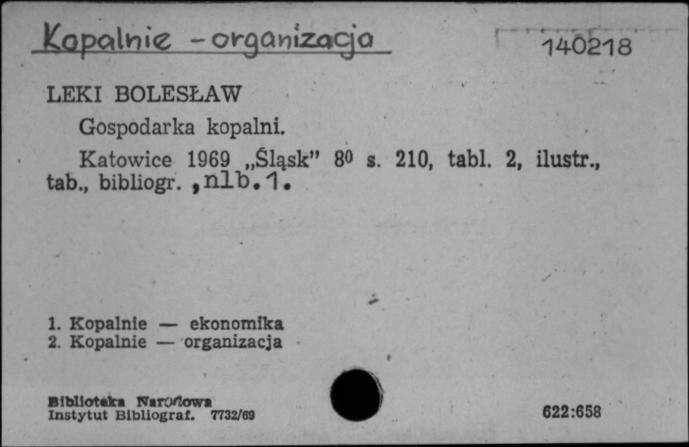 Kopalnie - organizacja
140218
LEKI BOLESŁAW
Gospodarka kopalni.
Katowice 1969 „Śląsk” 8⁰ s. 210, tabl. 2, ilustr.,
tab., bibliogr. , nlb. 1.
1. Kopalnie — ekonomika
2. Kopalnie — organizacja
Biblioteka Narodowa
Instytut Bibliograf. 7732/69
622:658